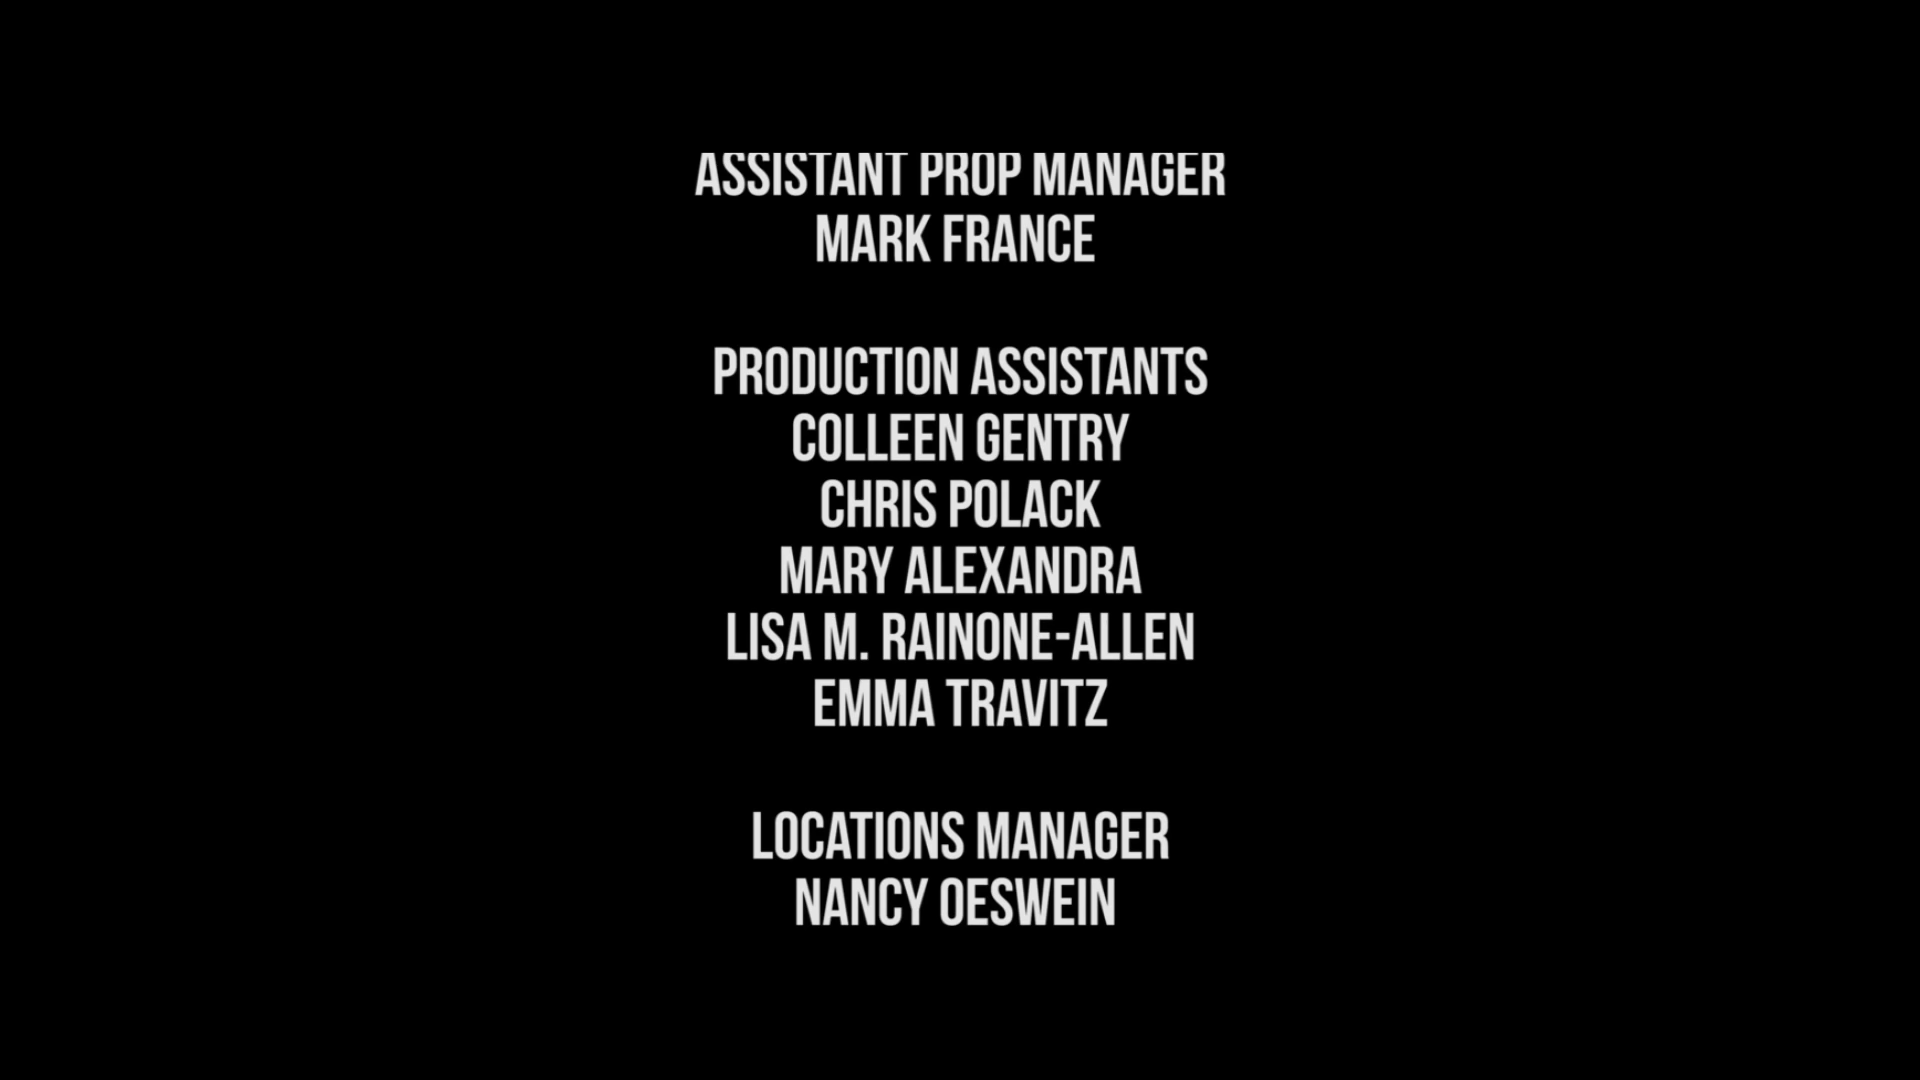 ASSISTANT PROP MANAGER
MARK FRANCE
PRODUCTION ASSISTANTS
COLLEEN GENTRY
CHRIS POLACK
MARY ALEXANDRA
LISA M. RAINONE-ALLEN
EMMA TRAVITZ
LOCATIONS MANAGER
NANCY OESWEIN